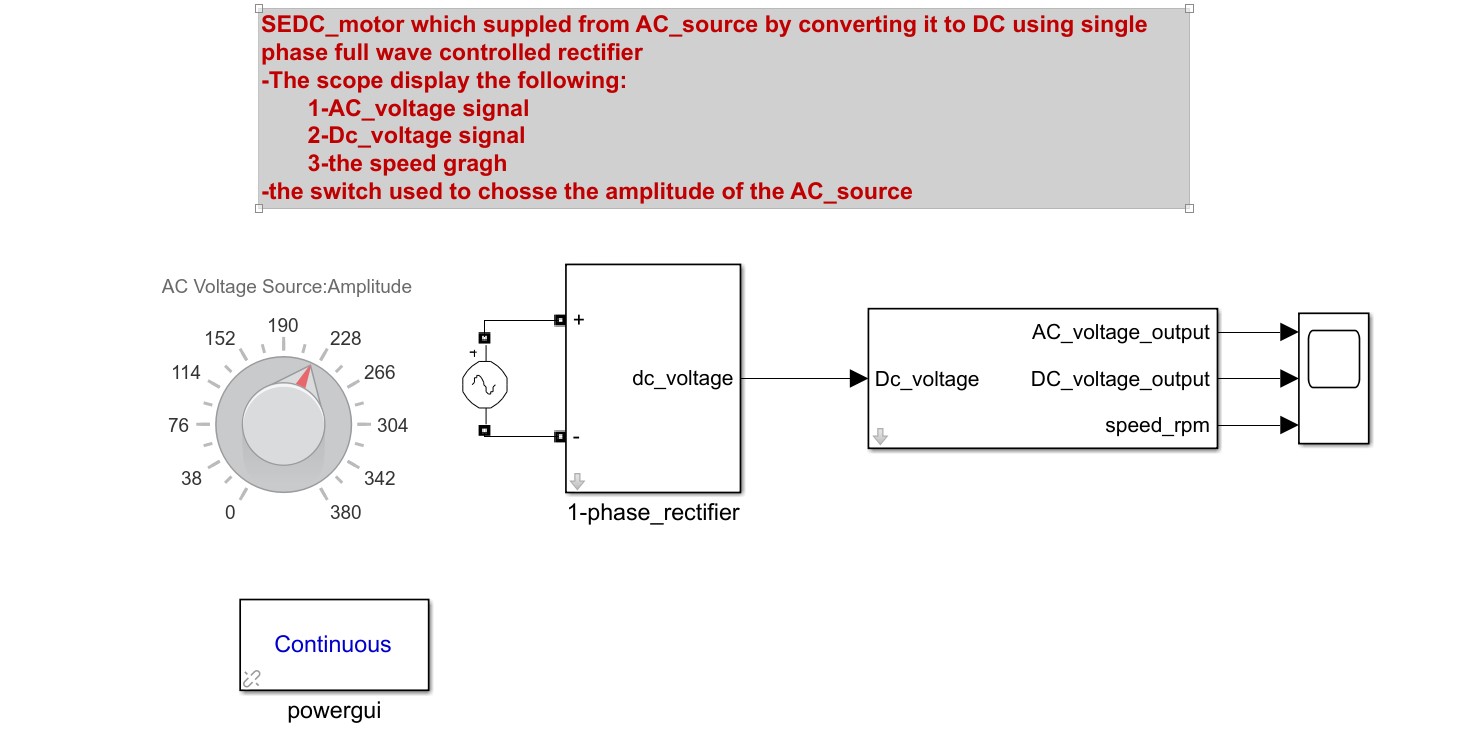 SEDC_motor which suppled from AC_source by converting it to DC using single
phase full wave controlled rectifier
-The scope display the following:
1-AC_voltage signal
2-Dc_voltage signal
3-the speed gragh
-the switch used to chosse the amplitude of the AC_source
AC Voltage Source:Amplitude
190
152
228
114
266
76
304
38
342
0
380
+
+
-
dc_voltage
1-phase_rectifier
Dc_voltage
AC_voltage_output
DC_voltage_output
speed_rpm
Continuous
powergui